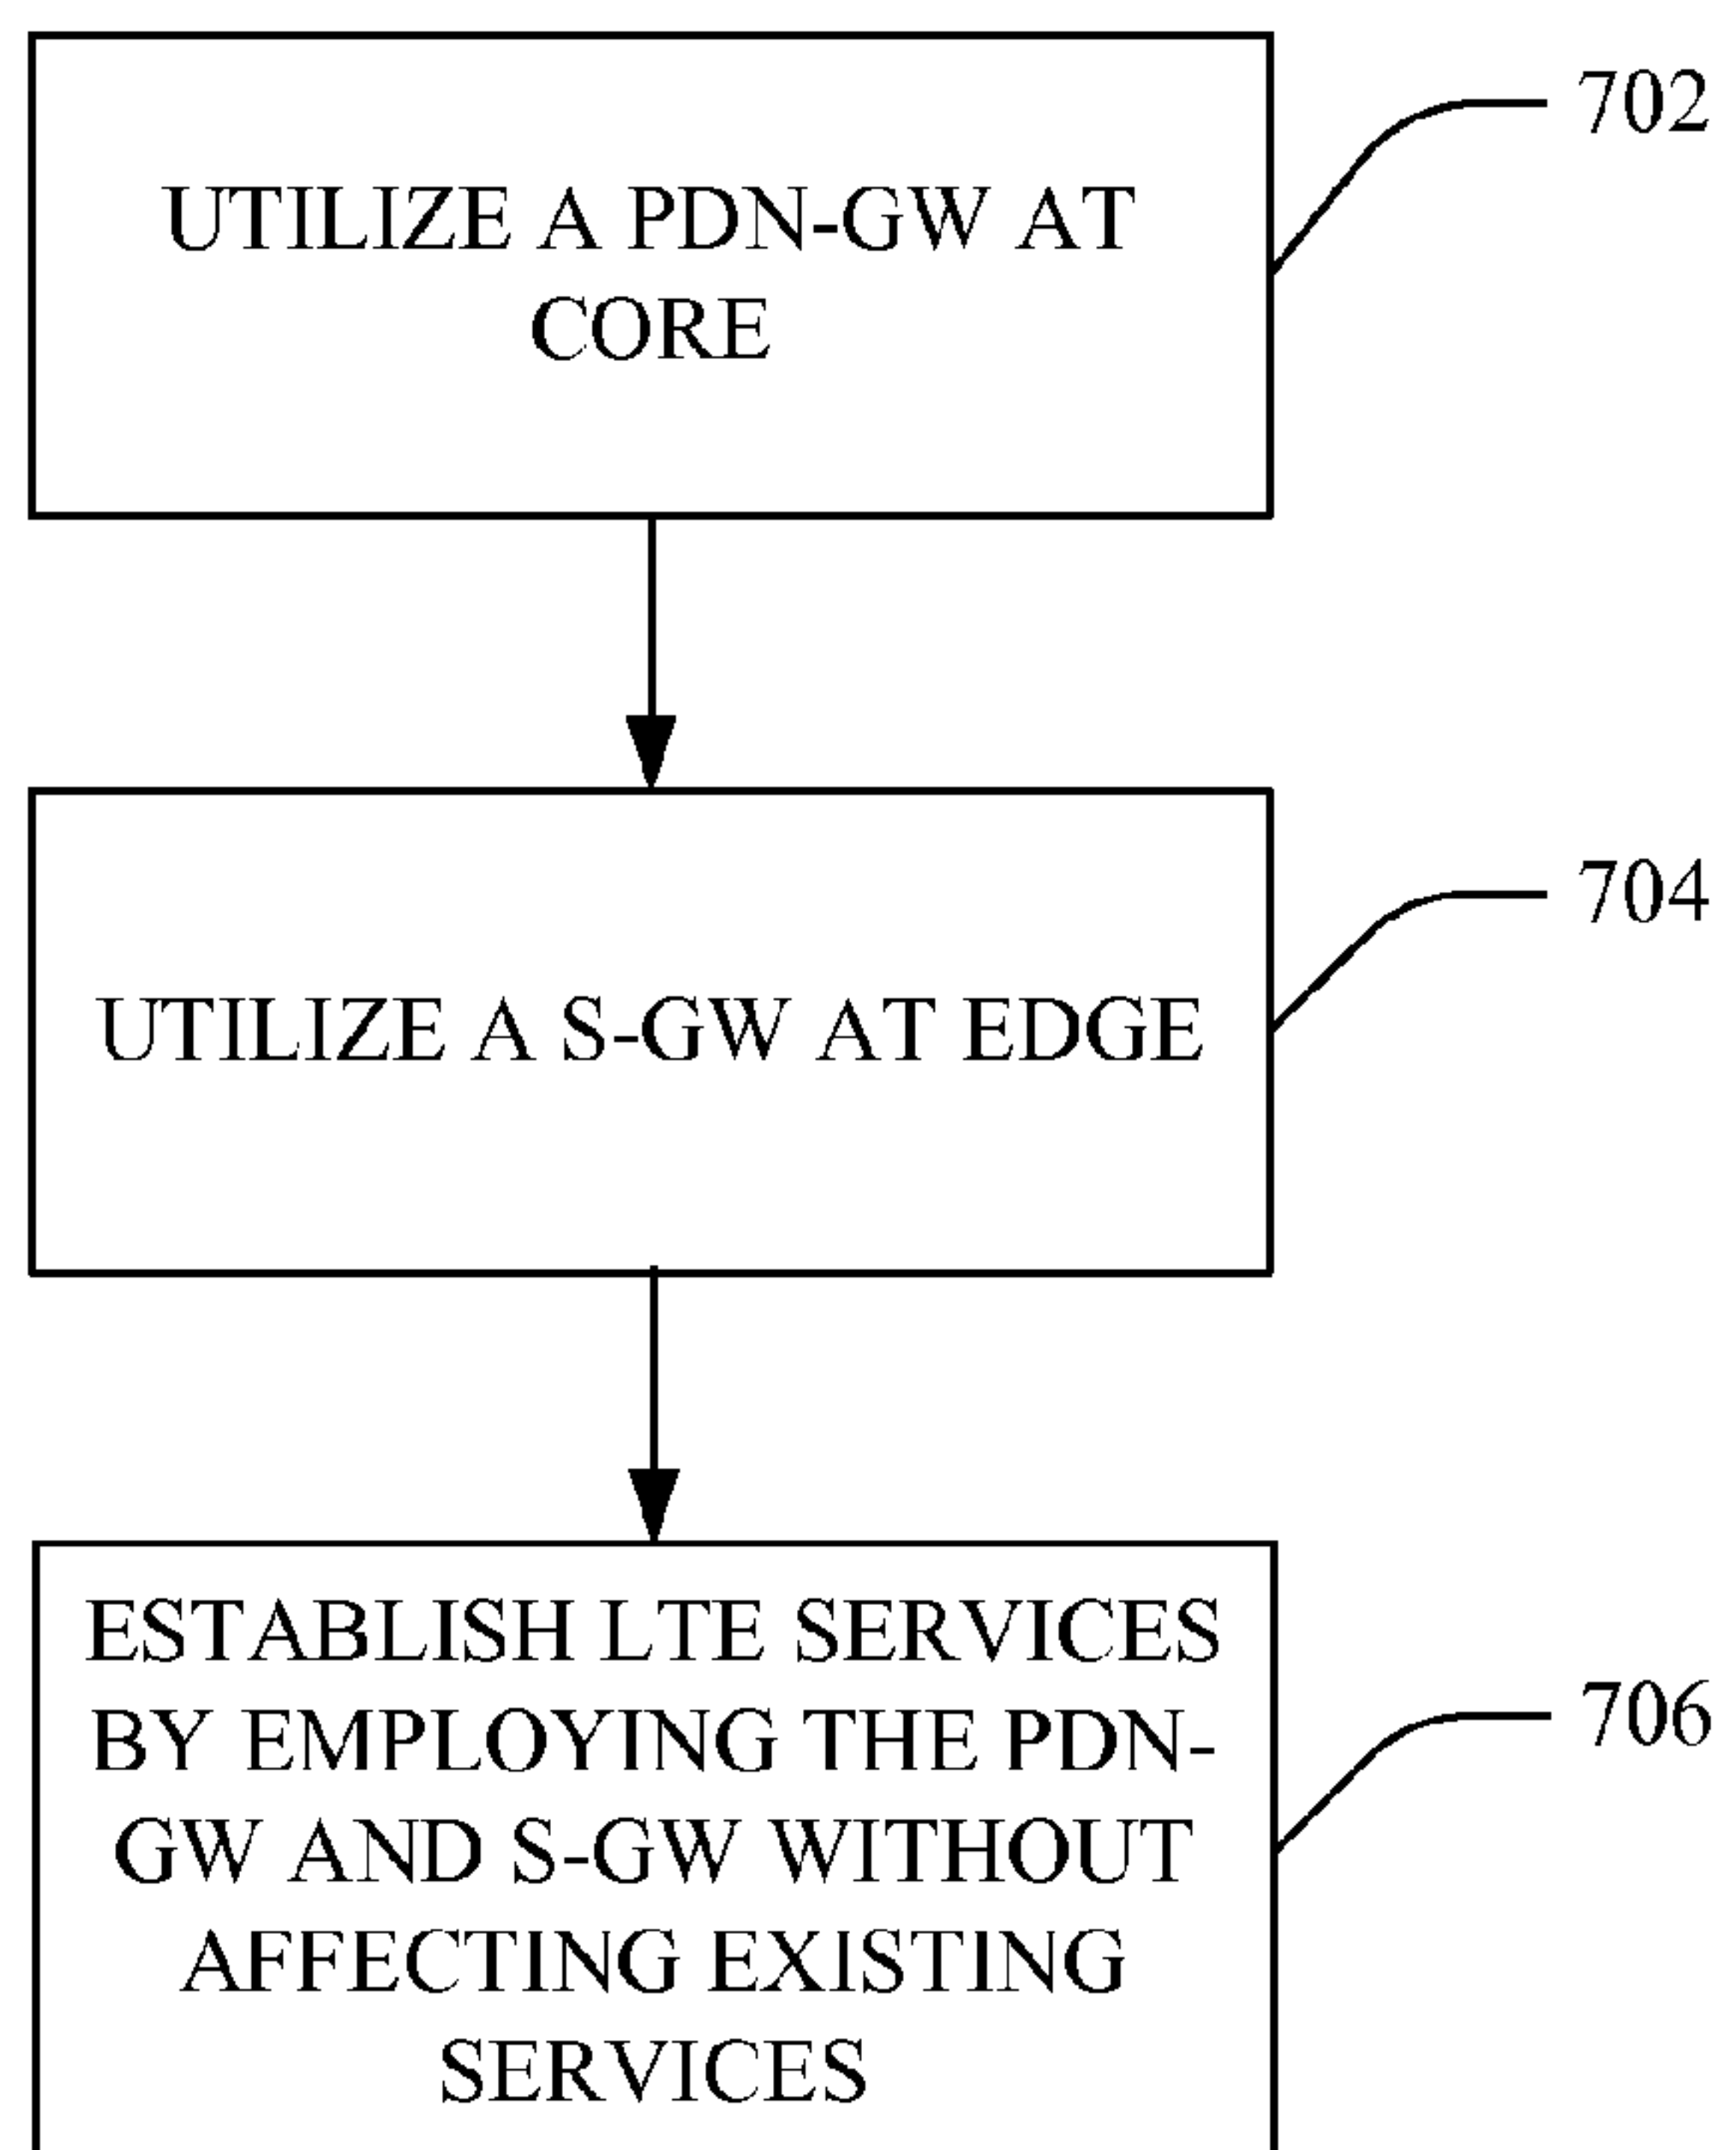 UTILIZE A PDN-GW AT
CORE
702
UTILIZE A S-GW AT EDGE
704
ESTABLISH LTE SERVICES
BY EMPLOYING THE PDN-
GW AND S-GW WITHOUT
AFFECTING EXISTING
SERVICES
706